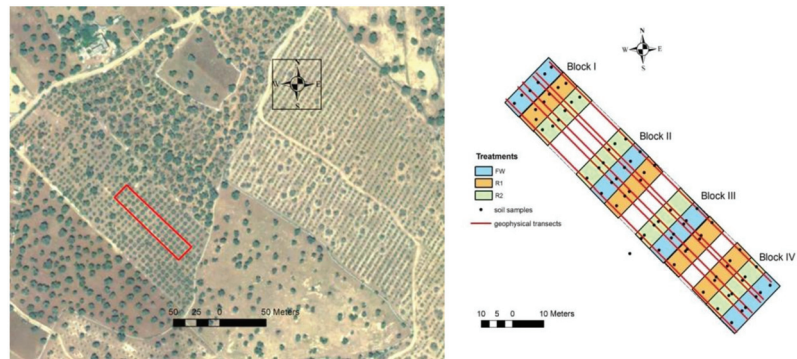 N
W E
S
50 25 0 50 Meters
N
W E
S
Block I
Block II
Treatments
FW
R1
R2
soil samples
geophysical transects
Block III
Block IV
10 5 0 10 Meters